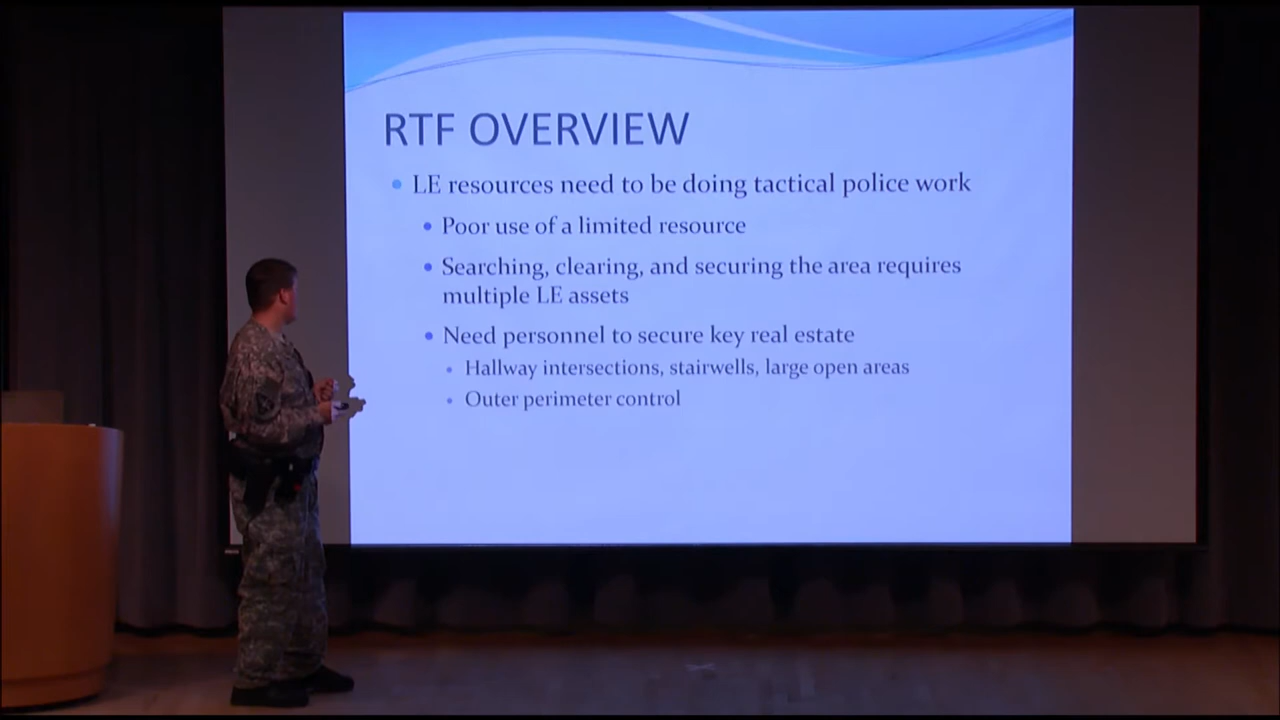 RTF OVERVIEW
• LE resources need to be doing tactical police work
• Poor use of a limited resource
• Searching, clearing, and securing the area requires
multiple LE assets
• Need personnel to secure key real estate
• Hallway intersections, stairwells, large open areas
• Outer perimeter control